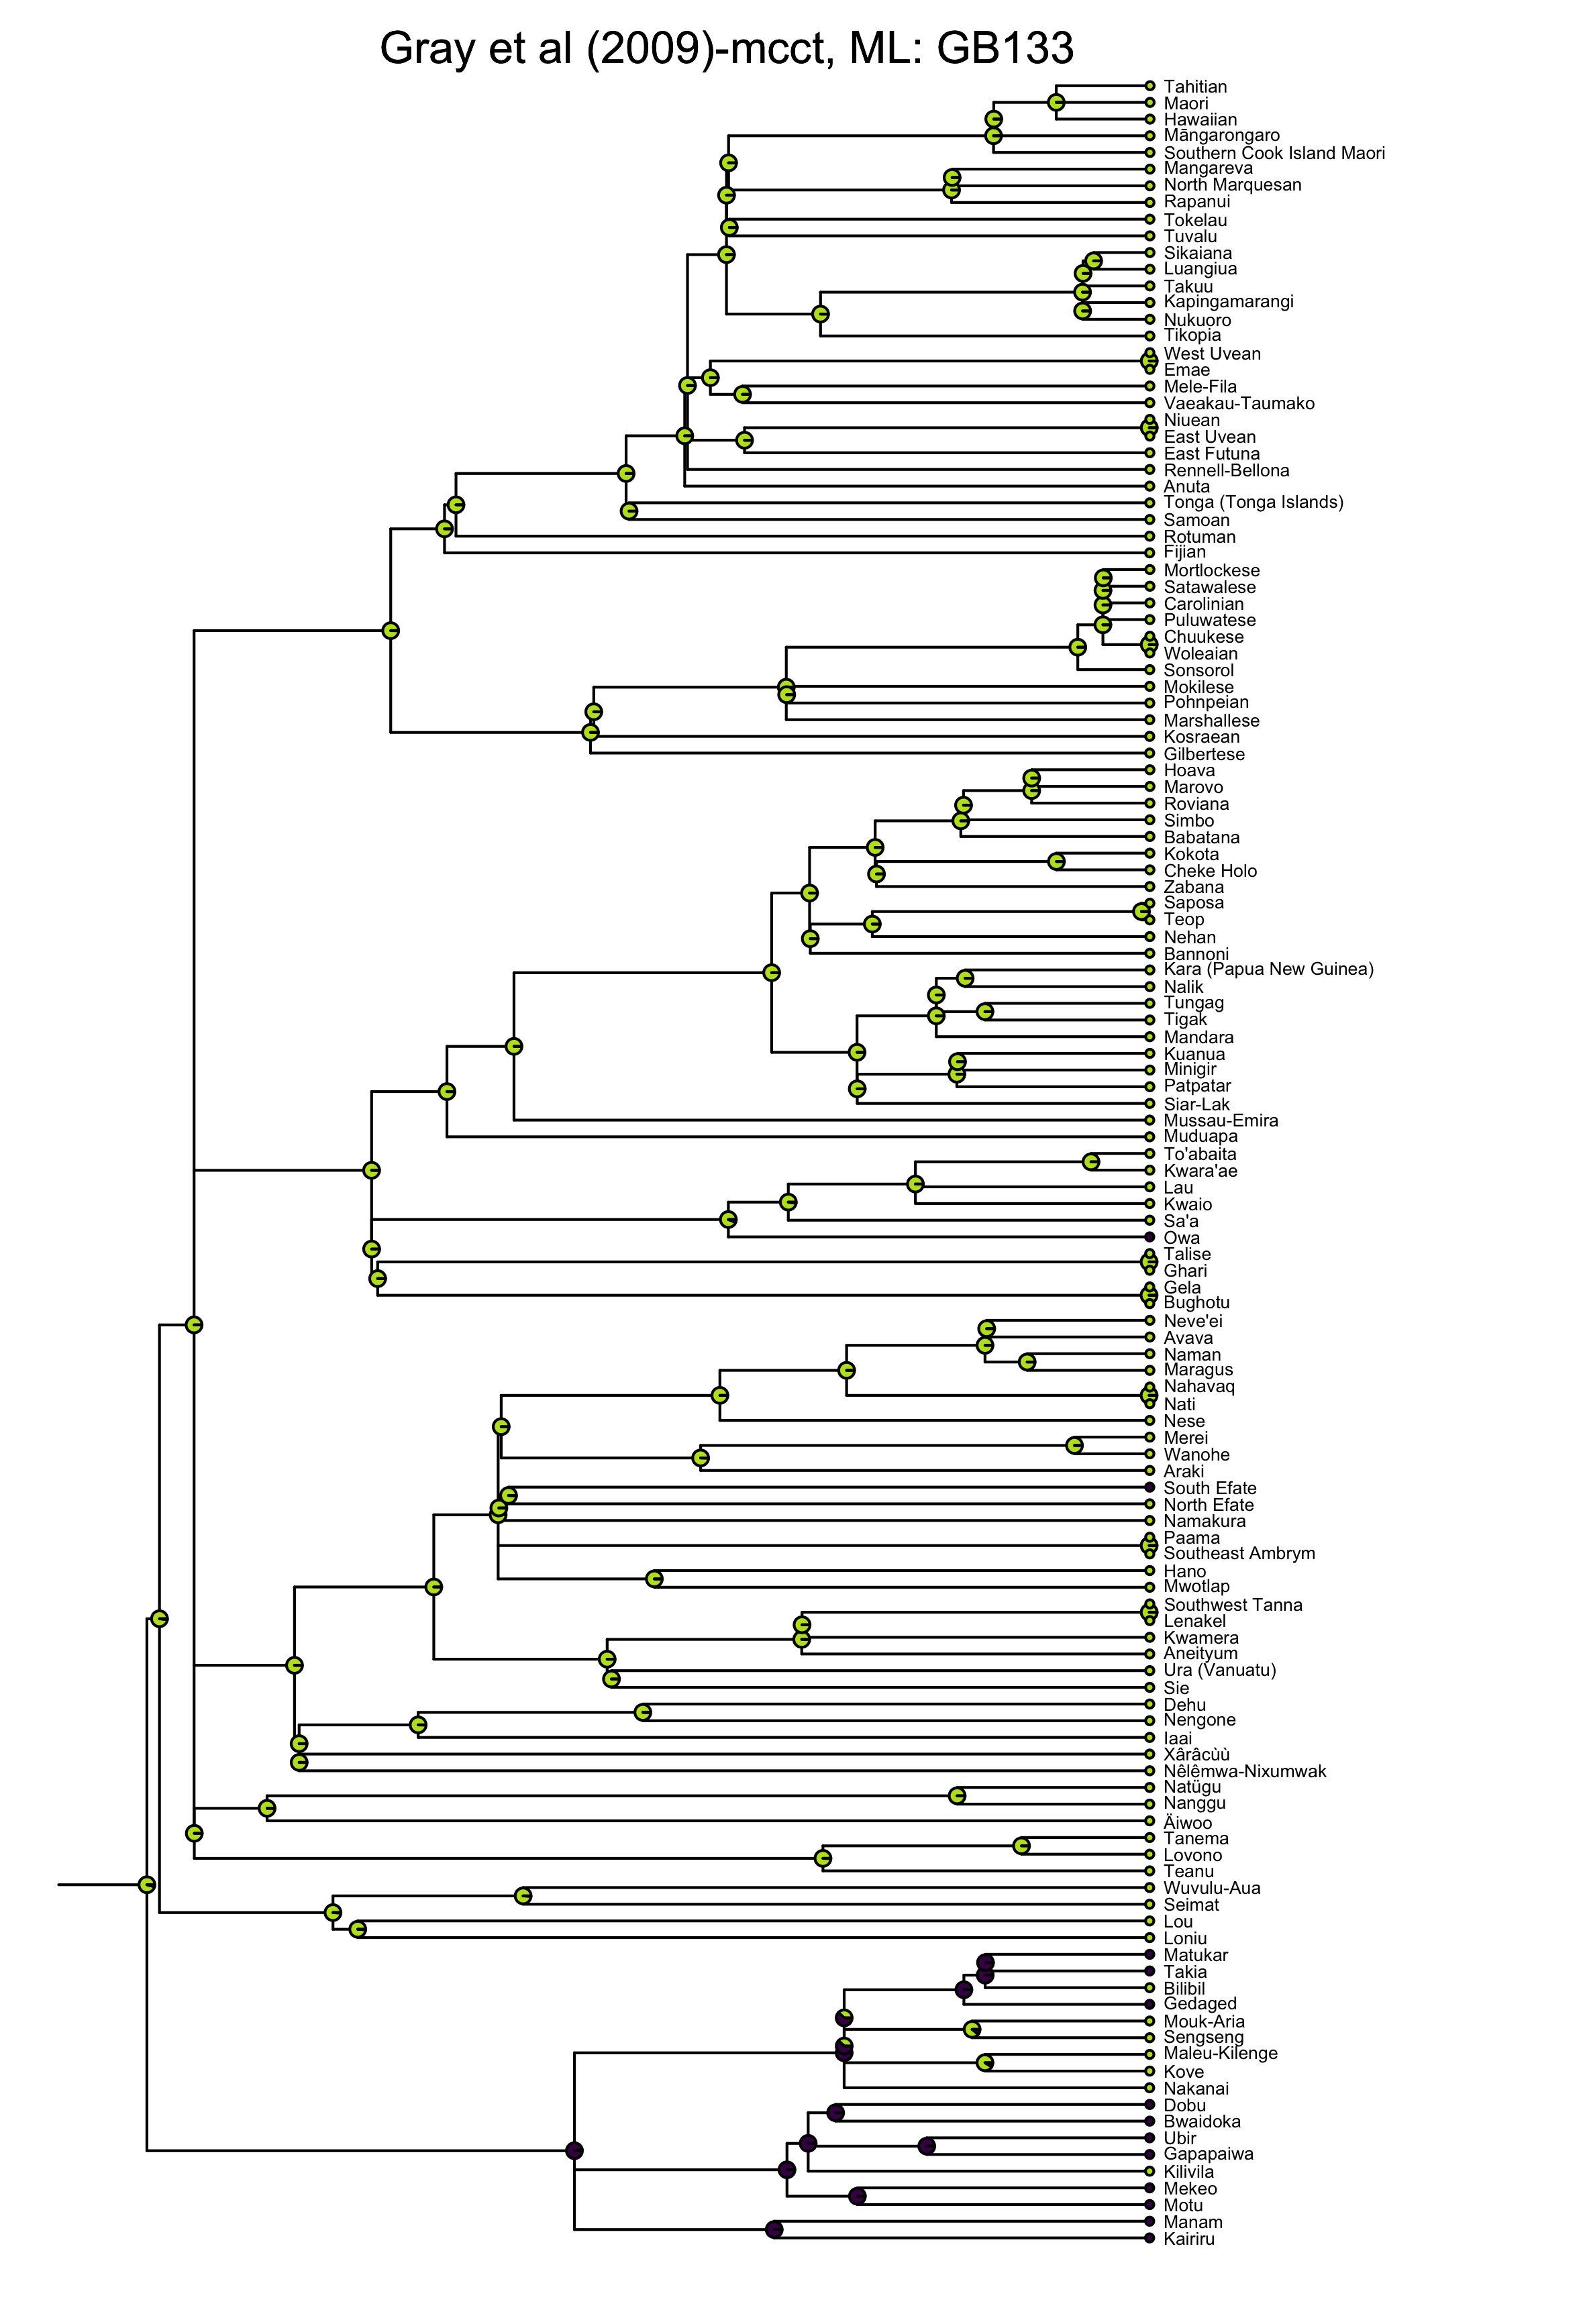 Gray et al (2009)-mcct, ML: GB133
Tahitian
Maori
Hawaiian
Māngarongaro
Southern Cook Island Maori
Mangareva
North Marquesan
Rapanui
Tokelau
Tuvalu
Sikaiana
Luangiua
Takuu
Kapingamarangi
Nukuoro
Tikopia
West Uvean
Emae
Mele-Fila
Vaeakau-Taumako
Niuean
East Uvean
East Futuna
Rennell-Bellona
Anuta
Tonga (Tonga Islands)
Samoan
Rotuman
Fijian
Mortlockese
Satawalese
Carolinian
Puluwatese
Chuukese
Woleaian
Sonsorol
Mokilese
Pohnpeian
Marshallese
Kosraean
Gilbertese
Hoava
Marovo
Roviana
Simbo
Babatana
Kokota
Cheke Holo
Zabana
Saposa
Teop
Nehan
Bannoni
Kara (Papua New Guinea)
Nalik
Tungag
Tigak
Mandara
Kuanua
Minigir
Patpatar
Siar-Lak
Mussau-Emira
Muduapa
To'abaita
Kwara'ae
Lau
Kwaio
Sa'a
Owa
Talise
Ghari
Gela
Bughotu
Neve'ei
Avava
Naman
Maragus
Nahavaq
Nati
Nese
Merei
Wanohe
Araki
South Efate
North Efate
Namakura
Paama
Southeast Ambrym
Hano
Mwotlap
Southwest Tanna
Lenakel
Kwamera
Aneityum
Ura (Vanuatu)
Sie
Dehu
Nengone
Iaai
Xârâcùù
Nêlêmwa-Nixumwak
Natügu
Nanggu
Äiwoo
Tanema
Lovono
Teanu
Wuvulu-Aua
Seimat
Lou
Loniu
Matukar
Takia
Bilibil
Gedaged
Mouk-Aria
Sengseng
Maleu-Kilenge
Kove
Nakanai
Dobu
Bwaidoka
Ubir
Gapapaiwa
Kilivila
Mekeo
Motu
Manam
Kairiru